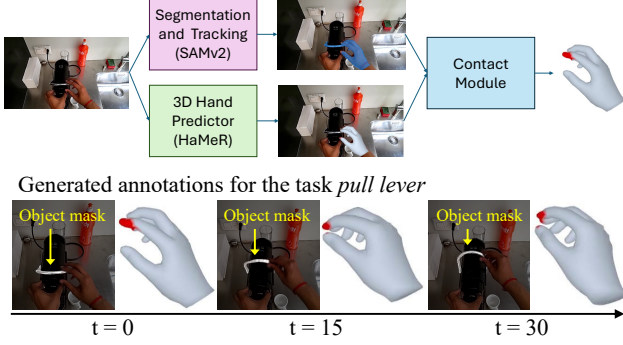 Segmentation
and Tracking
(SAMv2)
3D Hand
Predictor
(HaMeR)
Contact
Module
Generated annotations for the task pull lever
Object mask
Object mask
Object mask
t = 0
t = 15
t = 30